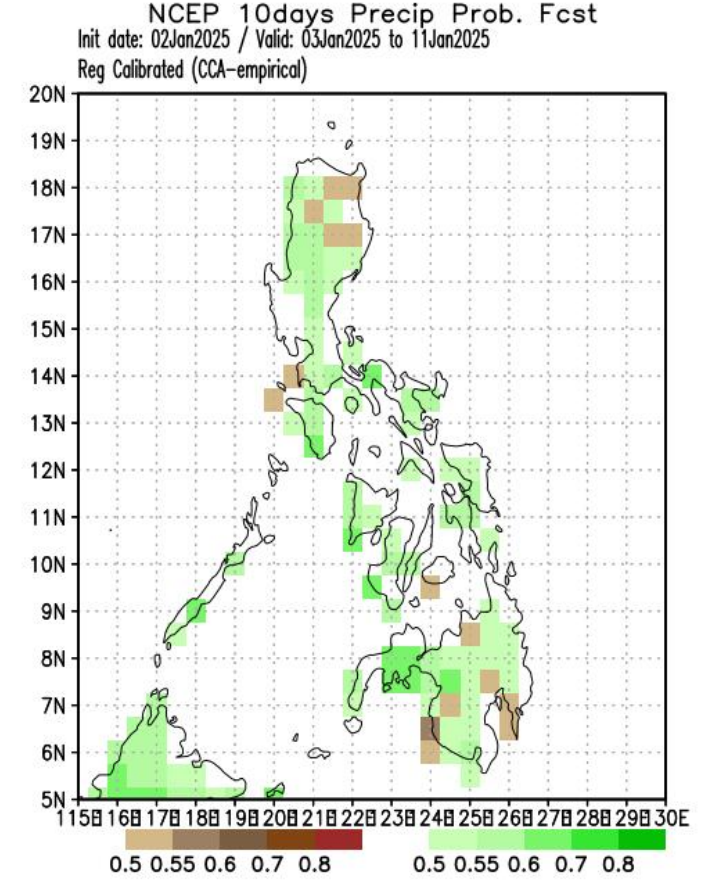 NCEP 10days Precip Prob. Fcst
Init date: 02Jan2025 / Valid: 03Jan2025 to 11Jan2025
Reg Calibrated (CCA-empirical)
20N
19N
18N
17N
16N
15N
14N
13N
12N
11N
10N
9N
8N
7N
6N
5N
115E 116E 117E 118E 119E 120E 121E 122E 123E 124E 125E 126E 127E 128E 129E 130E
0.5 0.55 0.6 0.7 0.8 0.5 0.55 0.6 0.7 0.8